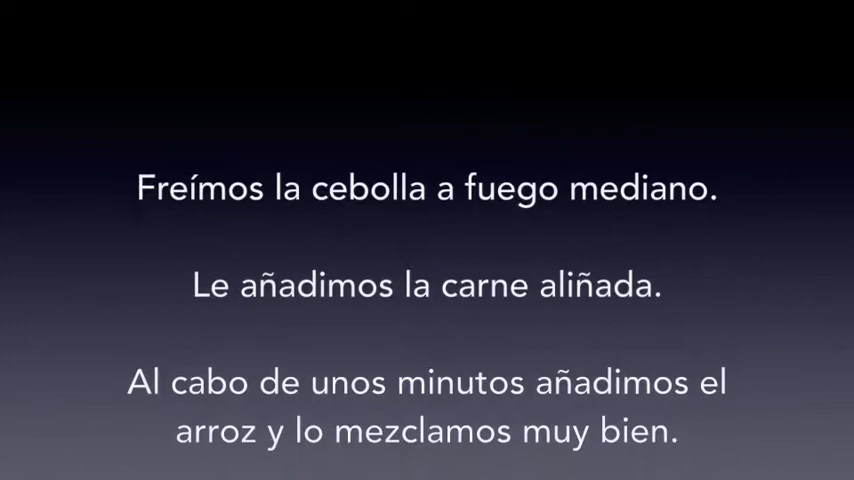 Freímos la cebolla a fuego mediano.
Le añadimos la carne aliñada.
Al cabo de unos minutos añadimos el
arroz y lo mezclamos muy bien.